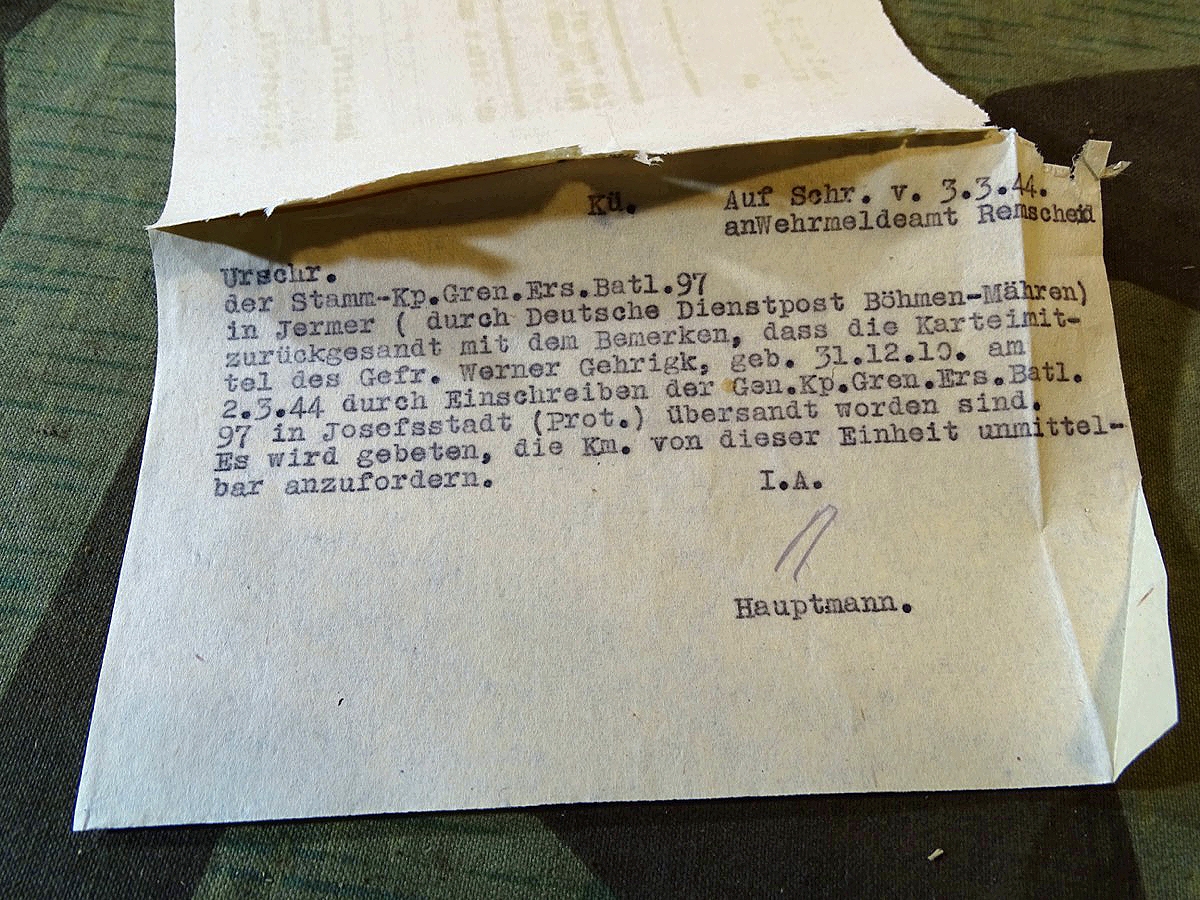 Kü. Auf Schr. v. 3.3.44.
anWehrmeldeamt Remscheid
Urschr.
der Stamm-Kp.Gren.Ers.Batl.97
in Jermer ( durch Deutsche Dienstpost Böhmen-Mähren)
zurückgesandt mit dem Bemerken, dass die Karteimit-
tel des Gefr. Werner Gehrigk, geb. 31.12.10. am
2.3.44 durch Einschreiben der Gen.Kp.Gren.Ers.Batl.
97 in Josefsstadt (Prot.) übersandt worden sind.
Es wird gebeten, die Km. von dieser Einheit unmittel-
bar anzufordern. I.A.
Hauptmann.